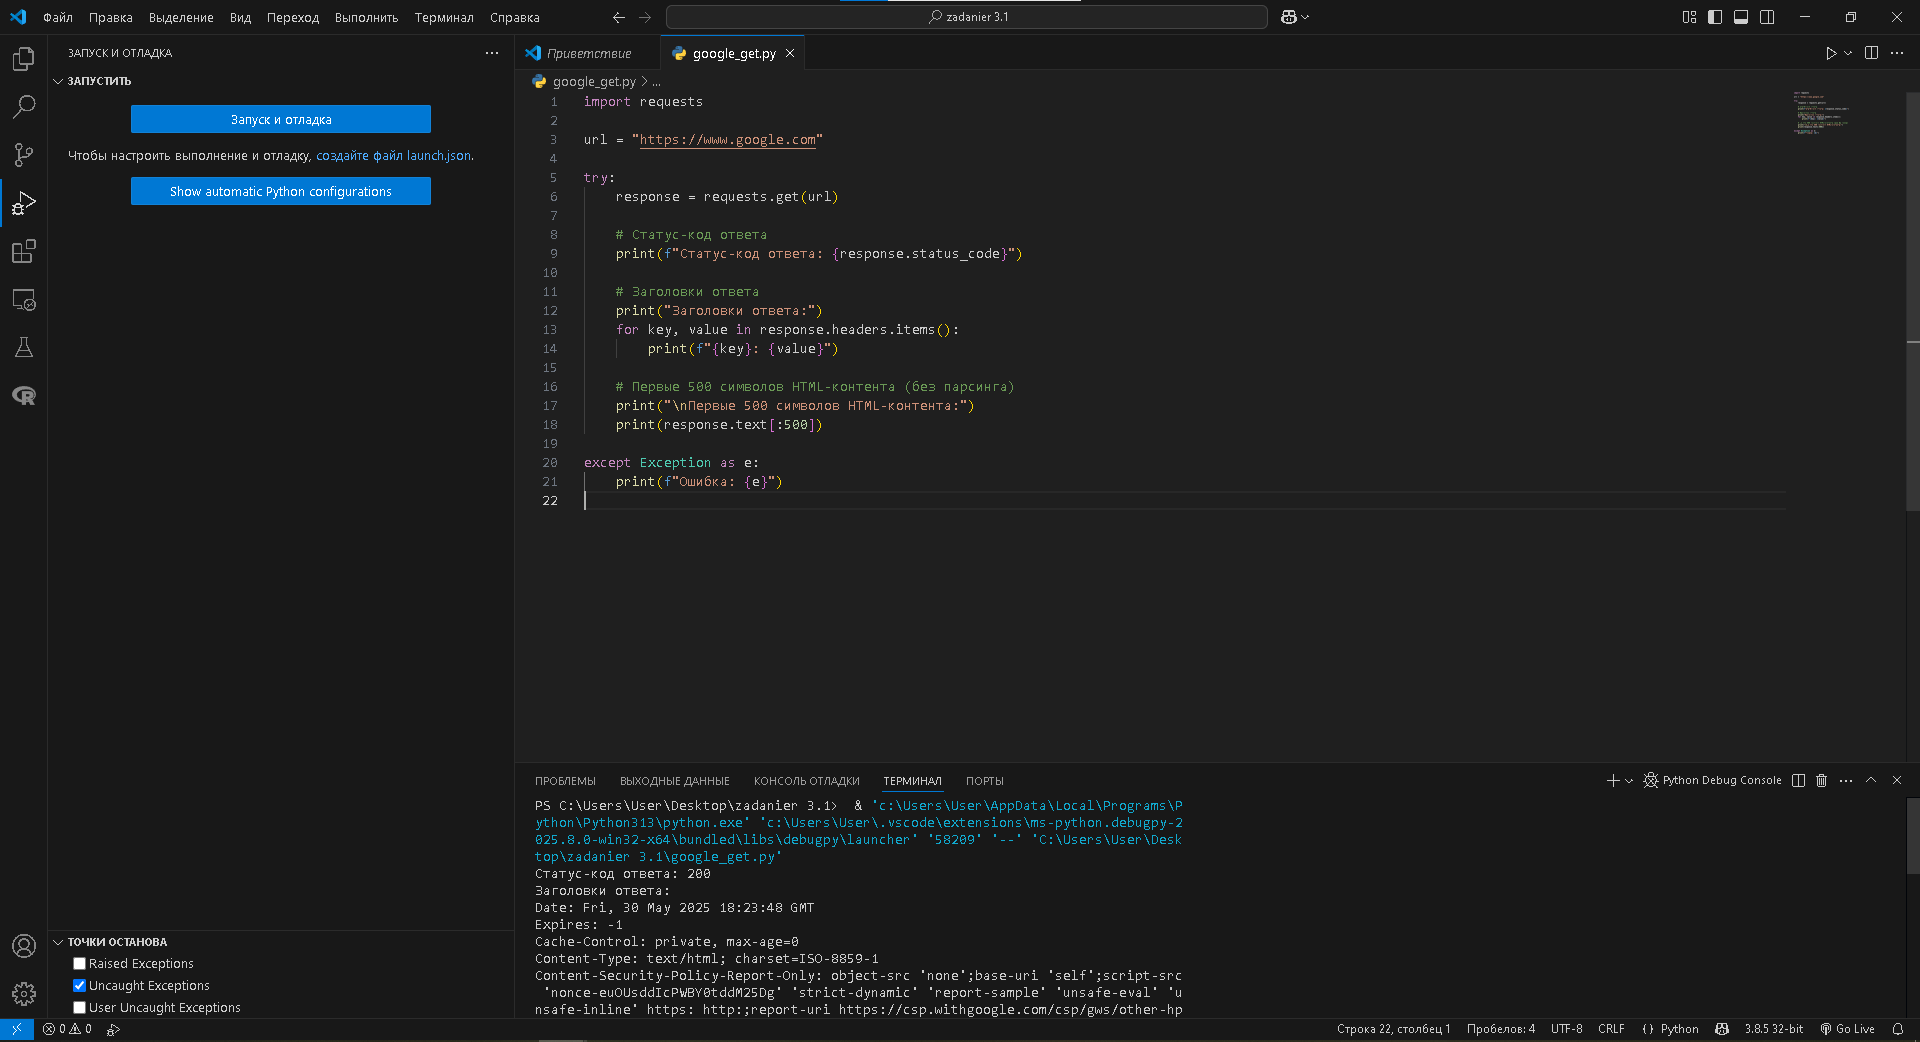 Файл Правка Выделение Вид Переход Выполнить Терминал Справка
zadanier 3.1
ЗАПУСК И ОТЛАДКА
ЗАПУСТИТЬ
Запуск и отладка
Чтобы настроить выполнение и отладку, создайте файл launch.json.
Show automatic Python configurations
ТОЧКИ ОСТАНОВА
Raised Exceptions
Uncaught Exceptions
User Uncaught Exceptions
Приветствие
google_get.py
google_get.py > ...
1 import requests
2
3 url = "https://www.google.com"
4
5 try:
6 response = requests.get(url)
7
8 # Статус-код ответа
9 print(f"Статус-код ответа: {response.status_code}")
10
11 # Заголовки ответа
12 print("Заголовки ответа:")
13 for key, value in response.headers.items():
14 print(f"{key}: {value}")
15
16 # Первые 500 символов HTML-контента (без парсинга)
17 print("\nПервые 500 символов HTML-контента:")
18 print(response.text[:500])
19
20 except Exception as e:
21 print(f"Ошибка: {e}")
22
ПРОБЛЕМЫ ВЫХОДНЫЕ ДАННЫЕ КОНСОЛЬ ОТЛАДКИ ТЕРМИНАЛ ПОРТЫ
Python Debug Console
PS C:\Users\User\Desktop\zadanier 3.1> & 'c:\Users\User\AppData\Local\Programs\P
ython\Python313\python.exe' 'c:\Users\User\.vscode\extensions\ms-python.debugpy-2
025.8.0-win32-x64\bundled\libs\debugpy\launcher' '58209' '--' 'C:\Users\User\Desk
top\zadanier 3.1\google_get.py'
Статус-код ответа: 200
Заголовки ответа:
Date: Fri, 30 May 2025 18:23:48 GMT
Expires: -1
Cache-Control: private, max-age=0
Content-Type: text/html; charset=ISO-8859-1
Content-Security-Policy-Report-Only: object-src 'none';base-uri 'self';script-src
'nonce-euOUsddIcPWBY0tddM25Dg' 'strict-dynamic' 'report-sample' 'unsafe-eval' 'u
nsafe-inline' https: http:;report-uri https://csp.withgoogle.com/csp/gws/other-hp
0 0
Строка 22, столбец 1 Пробелов: 4 UTF-8 CRLF {} Python 3.8.5 32-bit Go Live